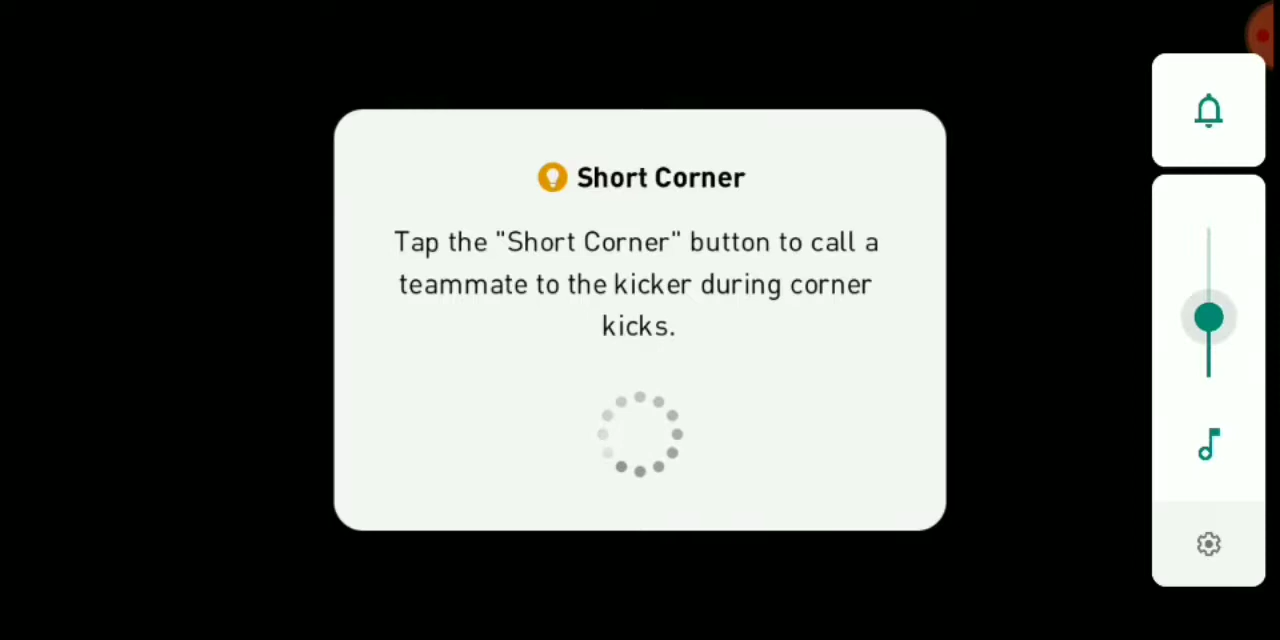 Short Corner
Tap the "Short Corner" button to call a
teammate to the kicker during corner
kicks.